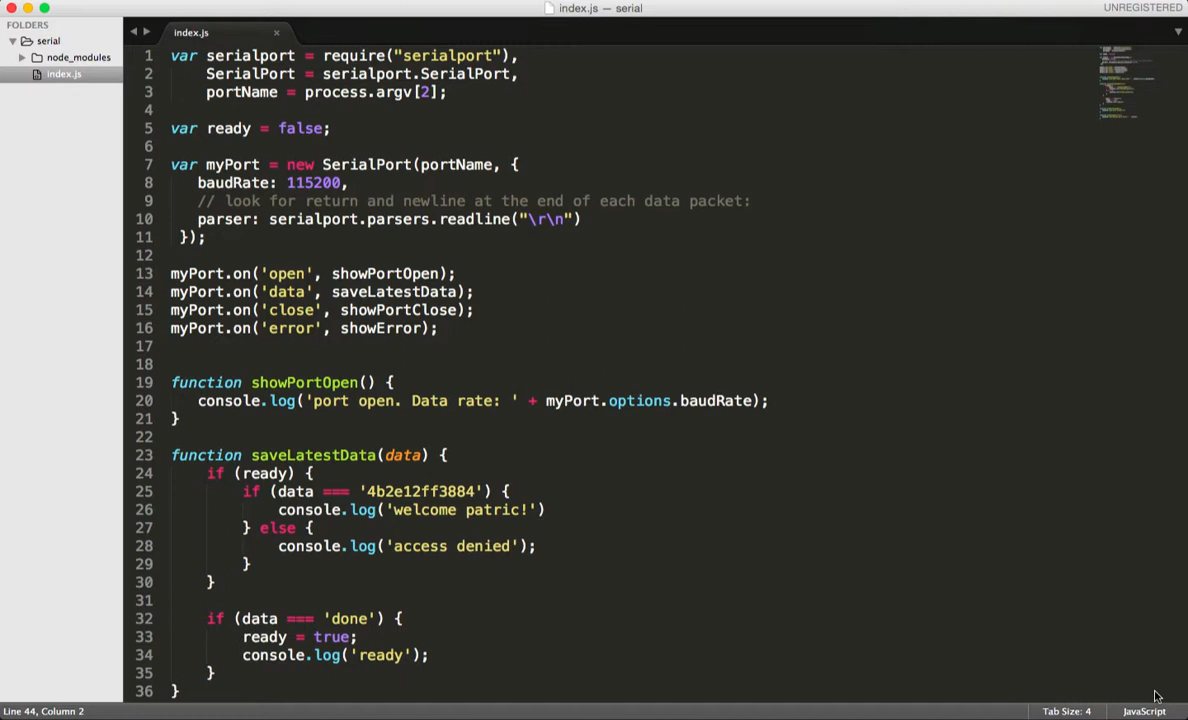 index.js — serial
UNREGISTERED
FOLDERS
serial
node_modules
index.js
index.js
1 var serialport = require("serialport"),
2     SerialPort = serialport.SerialPort,
3     portName = process.argv[2];
4
5 var ready = false;
6
7 var myPort = new SerialPort(portName, {
8    baudRate: 115200,
9    // look for return and newline at the end of each data packet:
10    parser: serialport.parsers.readline("\r\n")
11  });
12
13 myPort.on('open', showPortOpen);
14 myPort.on('data', saveLatestData);
15 myPort.on('close', showPortClose);
16 myPort.on('error', showError);
17
18
19 function showPortOpen() {
20    console.log('port open. Data rate: ' + myPort.options.baudRate);
21 }
22
23 function saveLatestData(data) {
24     if (ready) {
25         if (data === '4b2e12ff3884') {
26             console.log('welcome patric!')
27         } else {
28             console.log('access denied');
29         }
30     }
31
32     if (data === 'done') {
33         ready = true;
34         console.log('ready');
35     }
36 }
Line 44, Column 2
Tab Size: 4
JavaScript